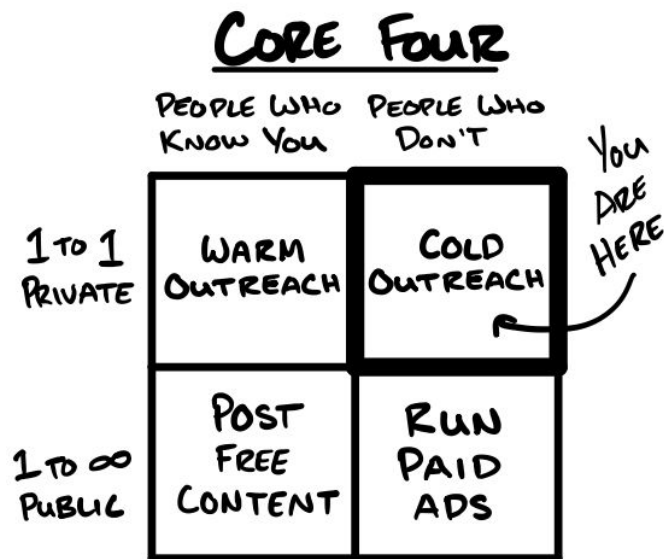 CORE FOUR
PEOPLE WHO KNOW YOU
PEOPLE WHO DON'T
YOU ARE HERE
1 TO 1 PRIVATE
WARM OUTREACH
COLD OUTREACH
1 TO ∞ PUBLIC
POST FREE CONTENT
RUN PAID ADS